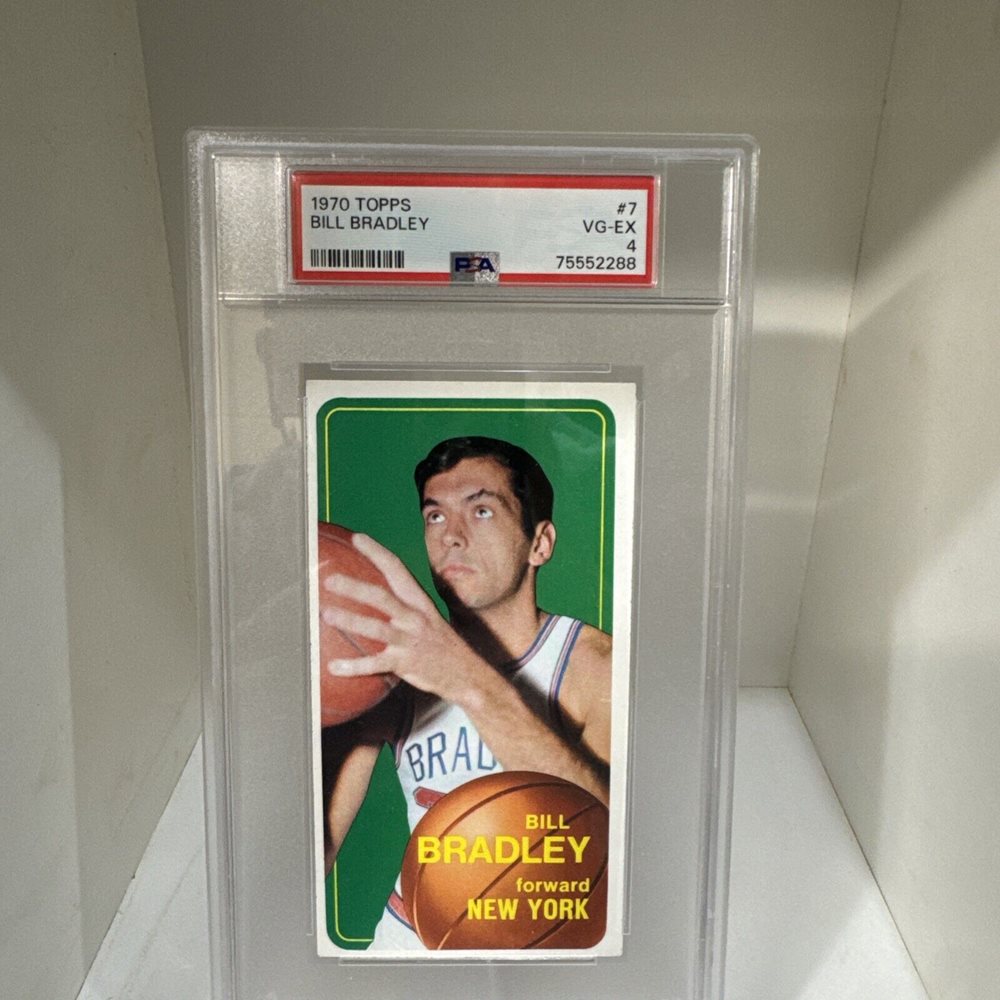 1970 TOPPS #7
BILL BRADLEY VG-EX
4
PSA 75552288
BRAD
BILL
BRADLEY
forward
NEW YORK